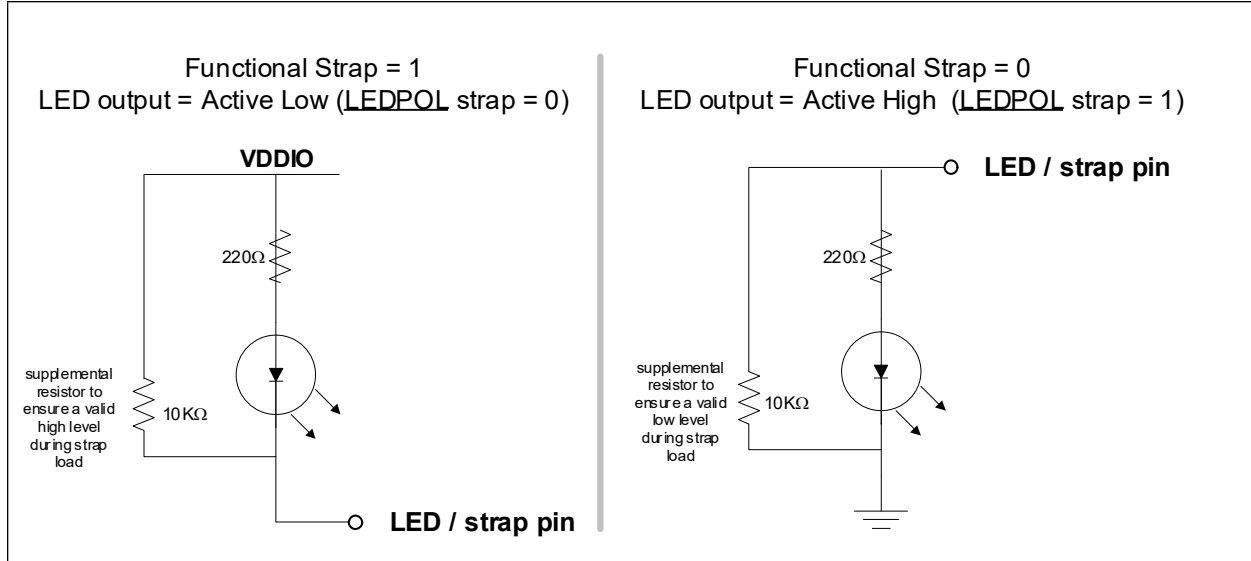 Functional Strap = 1
LED output = Active Low (LEDPOL strap = 0)
VDDIO
220Ω
supplemental
resistor to
ensure a valid
high level
during strap
load
10KΩ
LED / strap pin
Functional Strap = 0
LED output = Active High (LEDPOL strap = 1)
LED / strap pin
220Ω
supplemental
resistor to
ensure a valid
low level
during strap
load
10KΩ